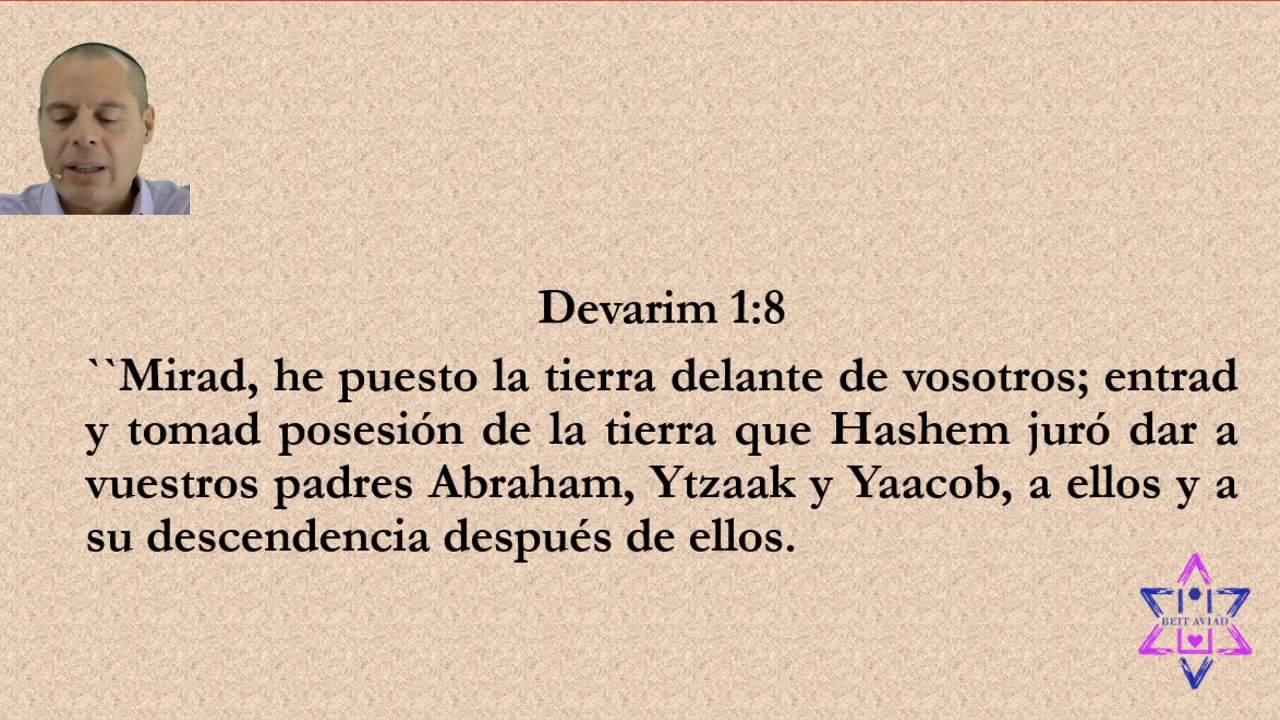 Devarim 1:8
``Mirad, he puesto la tierra delante de vosotros; entrad
y tomad posesión de la tierra que Hashem juró dar a
vuestros padres Abraham, Ytzaak y Yaacob, a ellos y a
su descendencia después de ellos.
BEIT AVIAD